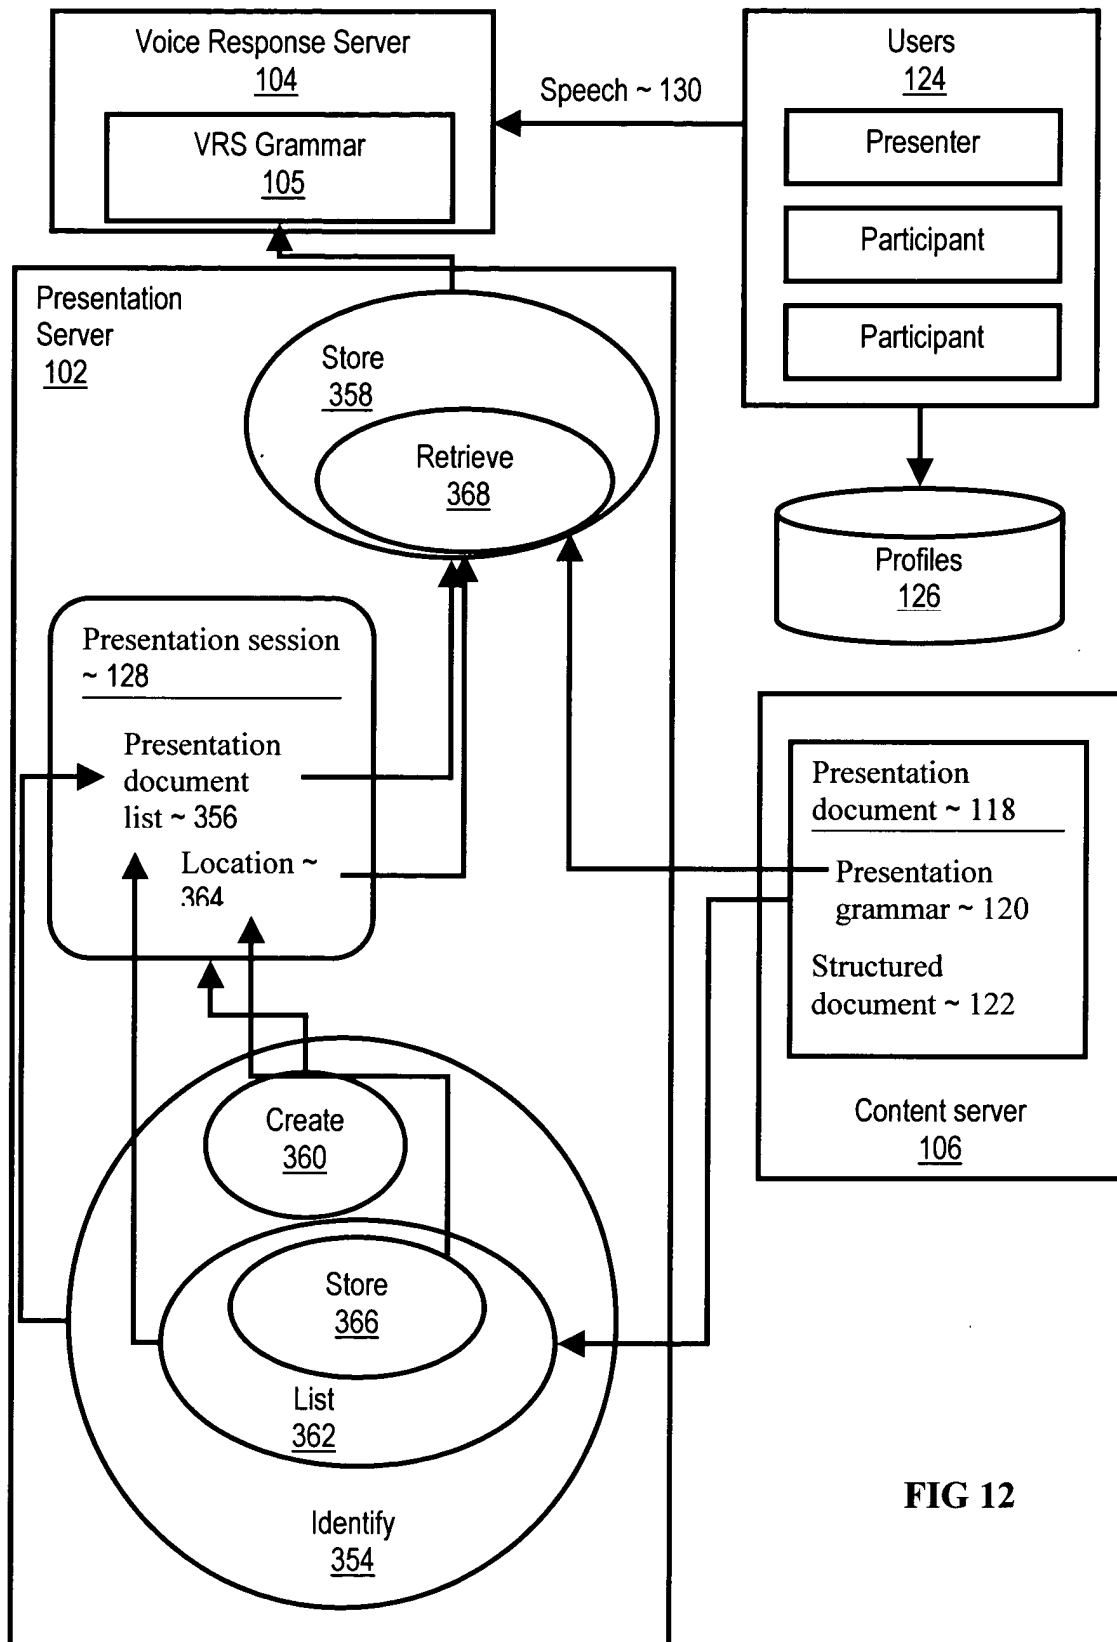 Voice Response Server
104
VRS Grammar
105
Speech ~ 130
Users
124
Presenter
Participant
Participant
Presentation
Server
102
Store
358
Retrieve
368
Profiles
126
Presentation session
~ 128
Presentation
document
list ~ 356
Location ~
364
Presentation
document ~ 118
Presentation
grammar ~ 120
Structured
document ~ 122
Content server
106
Create
360
Store
366
List
362
Identify
354
FIG 12